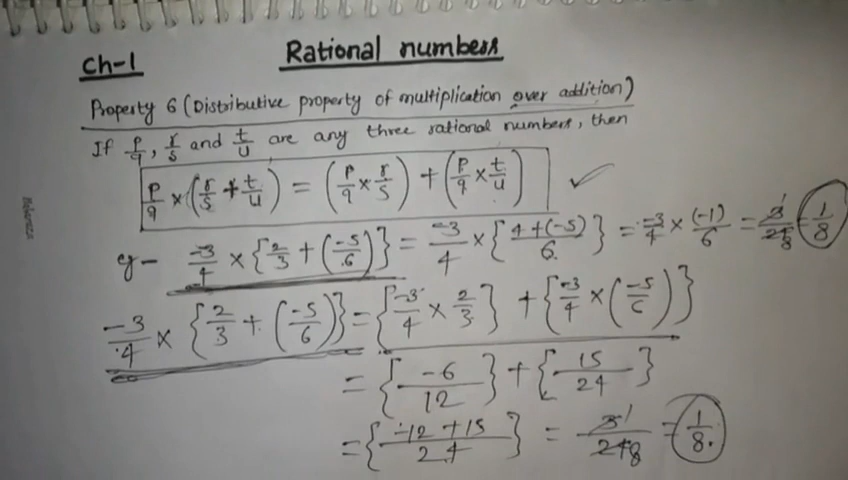 Ch-1 Rational numbers
Property 6 (Distributive property of multiplication over addition)
If p/q, r/s and t/u are any three rational numbers, then
p/q × (r/s + t/u) = (p/q × r/s) + (p/q × t/u) ✓
eg - -3/4 × {2/3 + (-5/6)} = -3/4 × {4+(-5)/6} = -3/4 × (-1)/6 = 3/24 = 1/8
-3/4 × {2/3 + (-5/6)} = {-3/4 × 2/3} + {-3/4 × (-5/6)}
= {-6/12} + {15/24}
= {-12+15/24} = 3/24 = 1/8.